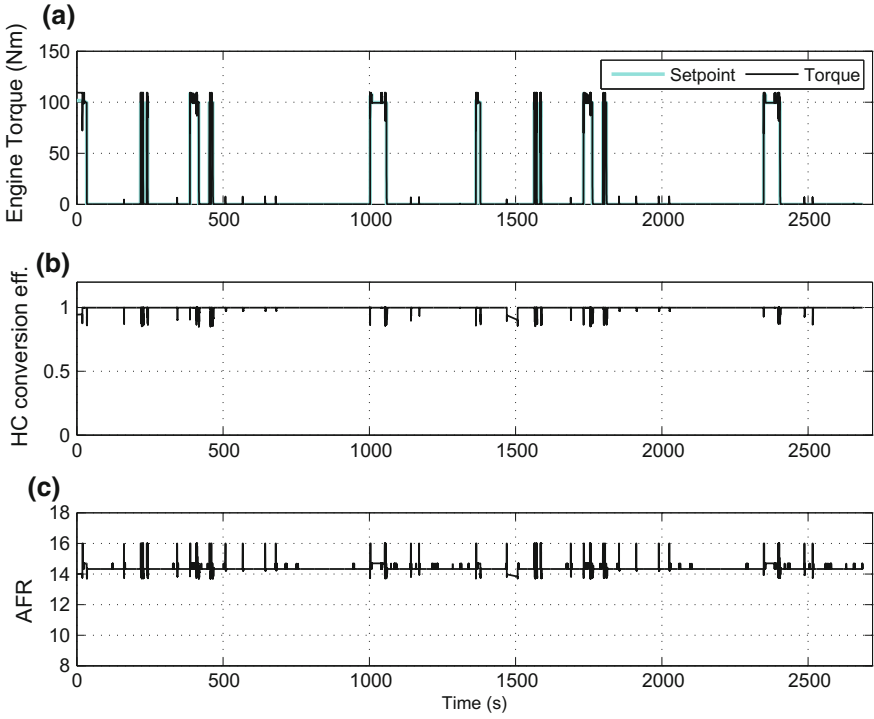 (a)
Engine Torque (Nm)
150
100
50
0
Setpoint Torque
0 500 1000 1500 2000 2500
(b)
HC conversion eff.
1
0.5
0
0 500 1000 1500 2000 2500
(c)
AFR
18
16
14
12
10
8
0 500 1000 1500 2000 2500
Time (s)